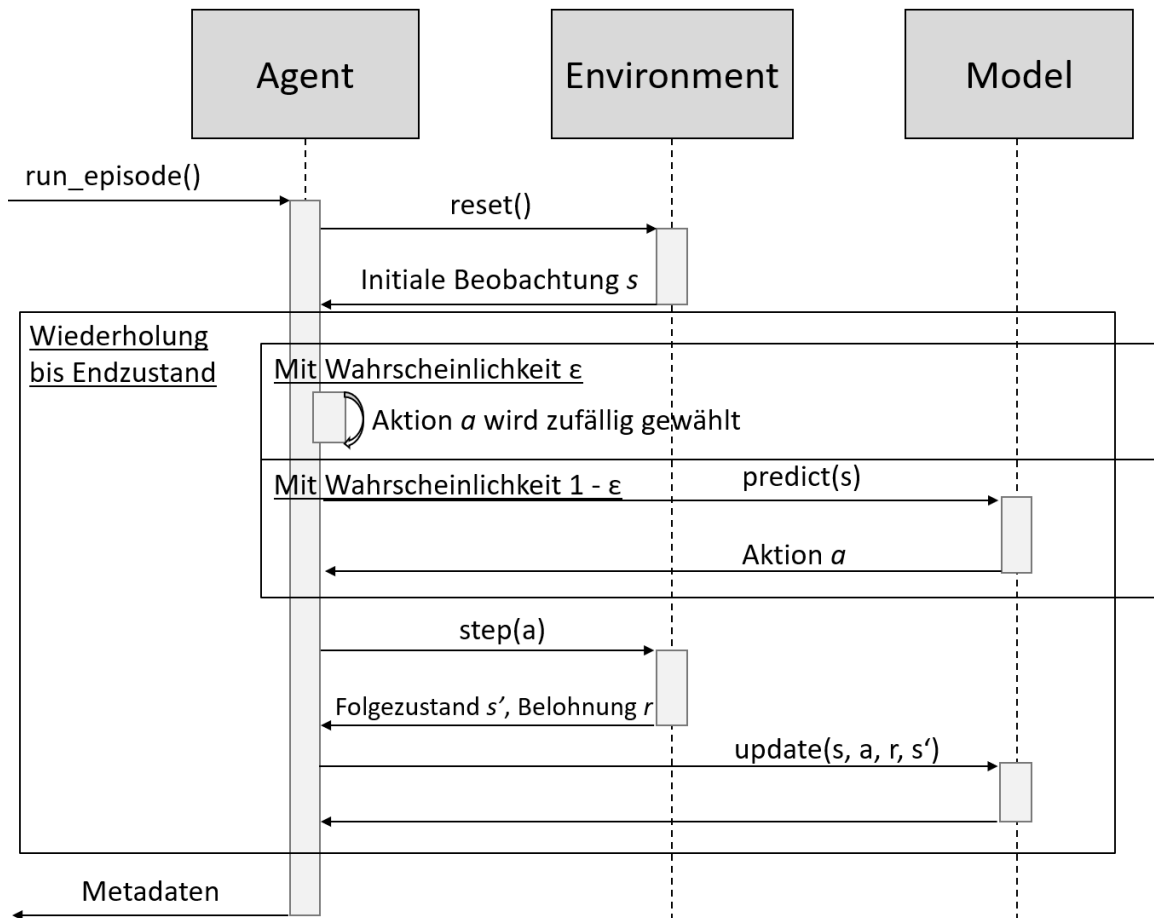 Agent
Environment
Model
run_episode()
reset()
Initiale Beobachtung s
Wiederholung
bis Endzustand
Mit Wahrscheinlichkeit ε
Aktion a wird zufällig gewählt
Mit Wahrscheinlichkeit 1 - ε
predict(s)
Aktion a
step(a)
Folgezustand s’, Belohnung r
update(s, a, r, s‘)
Metadaten